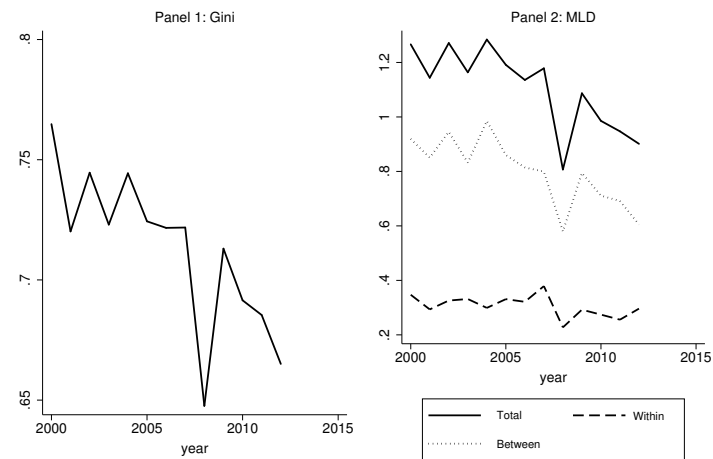 Panel 1: Gini
.8
.75
.7
.65
2000 2005 2010 2015
year
Panel 2: MLD
1.2
1
.8
.6
.4
.2
2000 2005 2010 2015
year
Total Within
Between